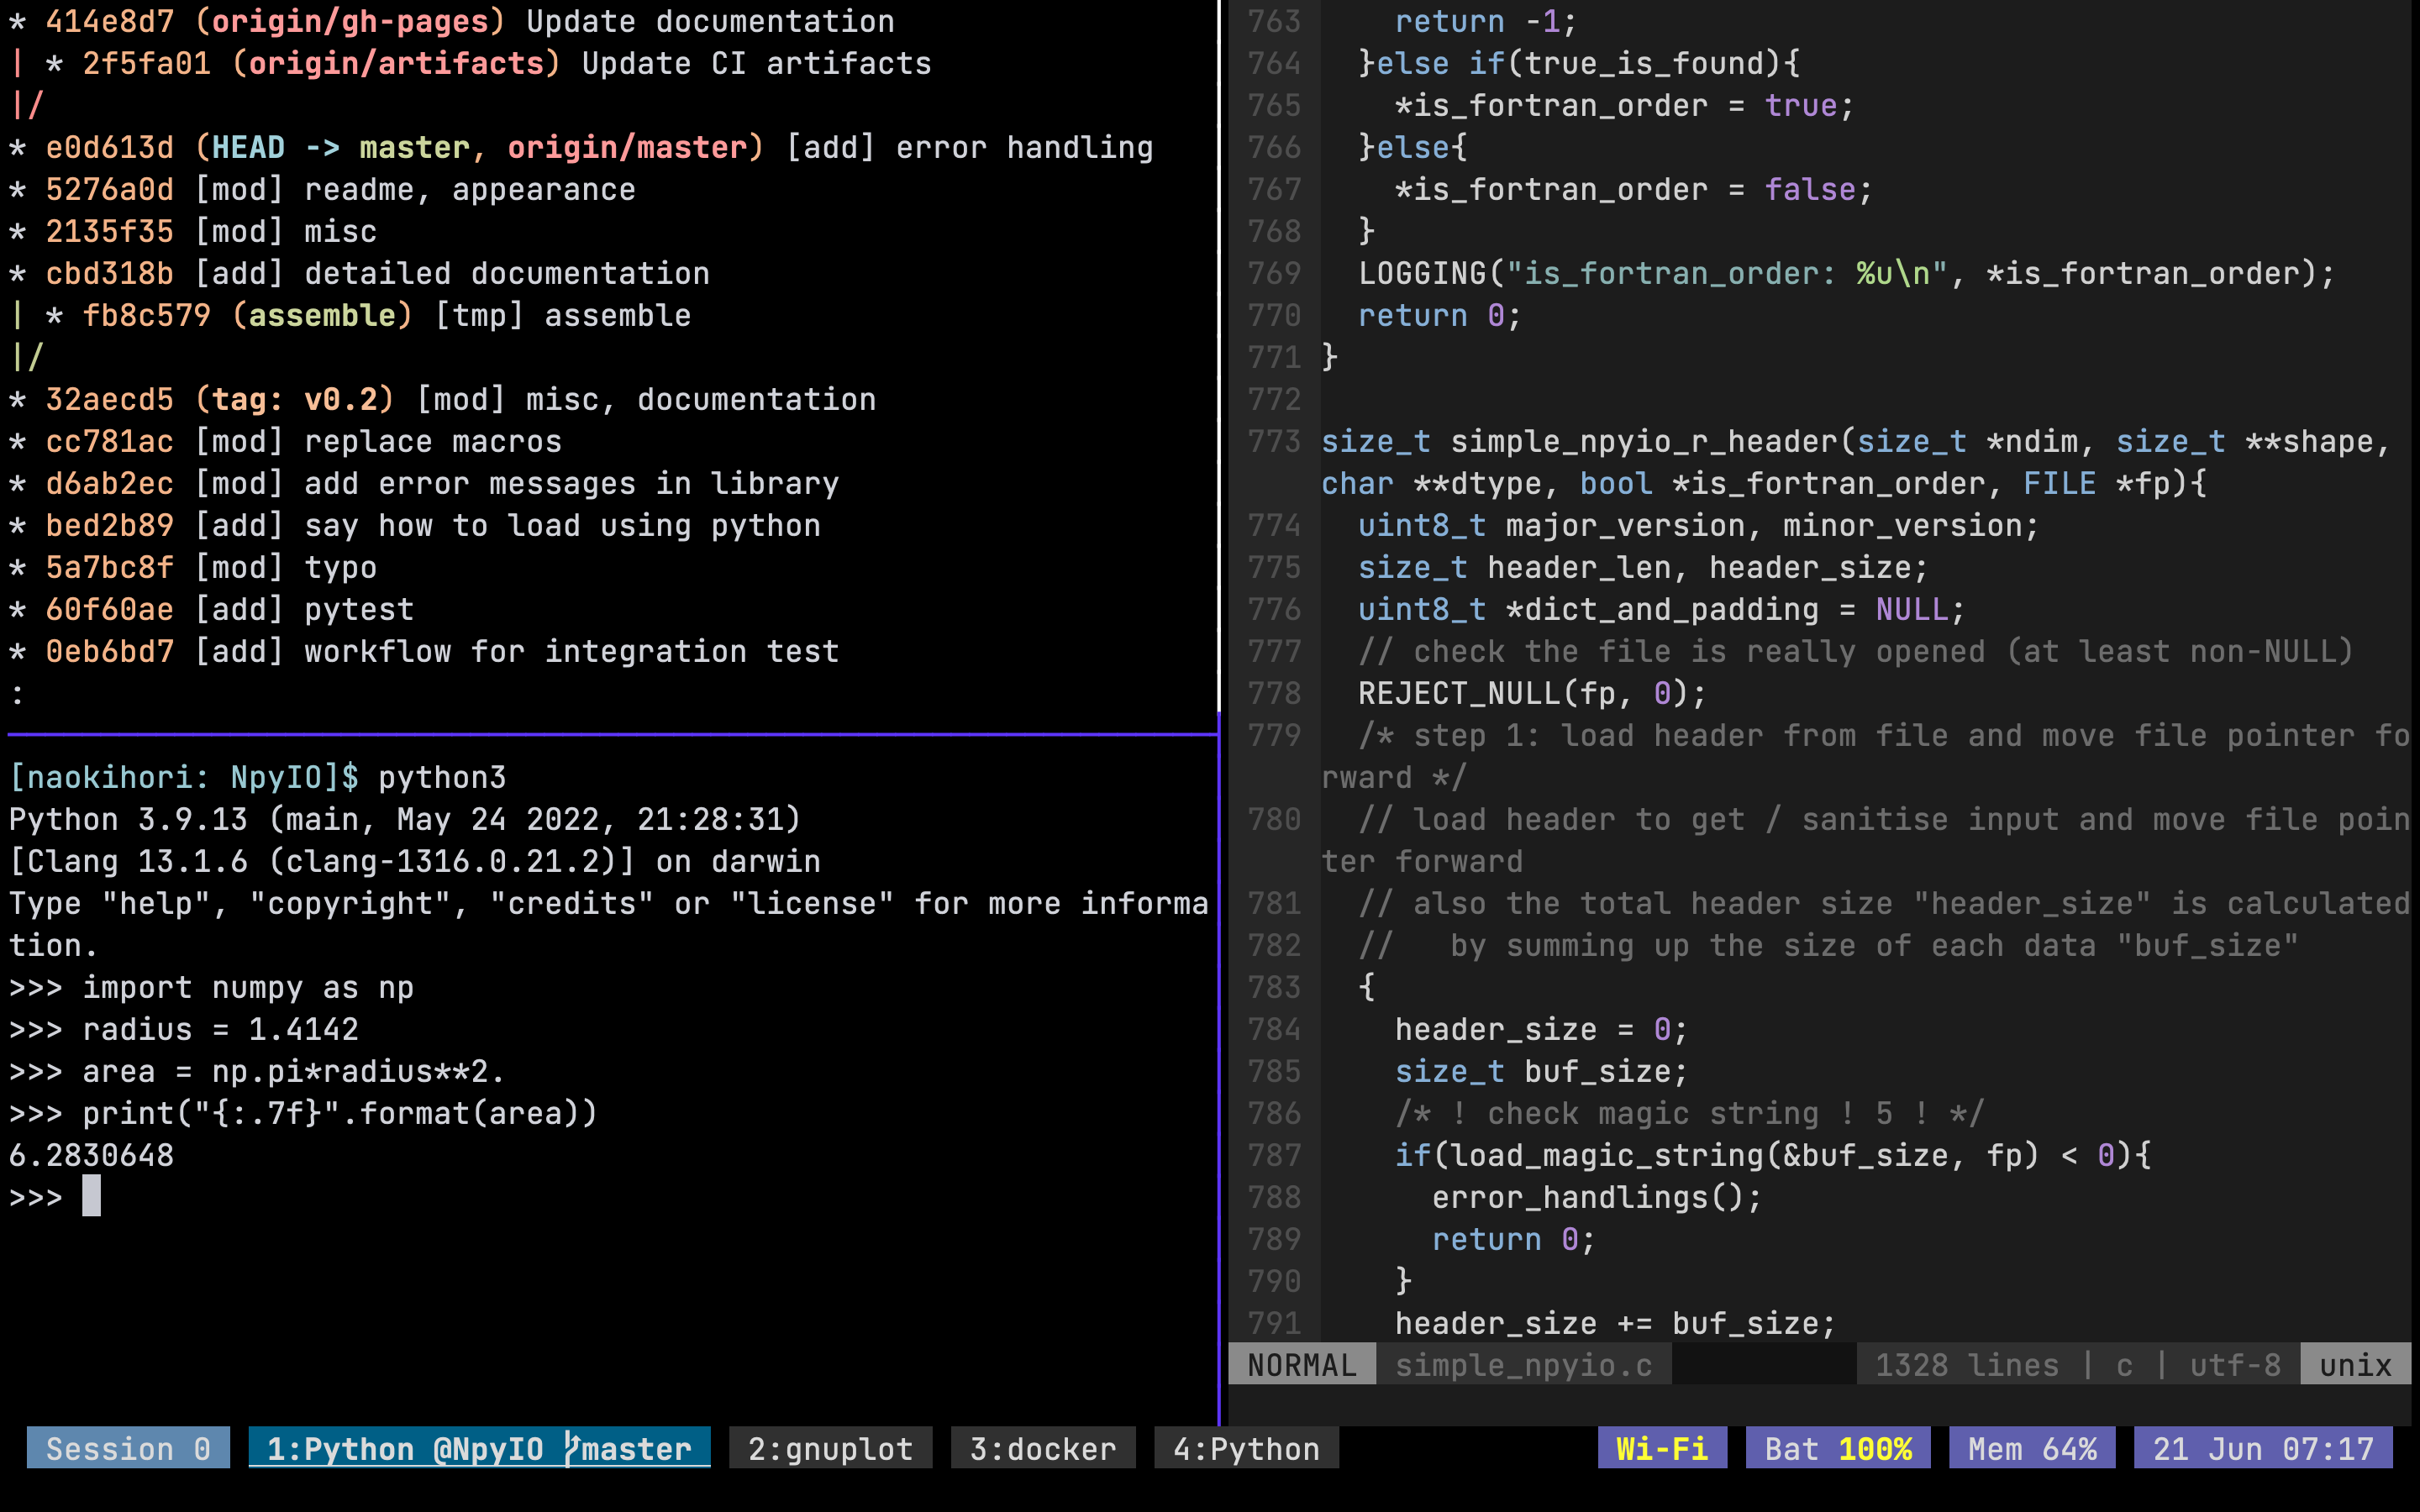 * 414e8d7 (origin/gh-pages) Update documentation
| * 2f5fa01 (origin/artifacts) Update CI artifacts
|/
* e0d613d (HEAD -> master, origin/master) [add] error handling
* 5276a0d [mod] readme, appearance
* 2135f35 [mod] misc
* cbd318b [add] detailed documentation
| * fb8c579 (assemble) [tmp] assemble
|/
* 32aecd5 (tag: v0.2) [mod] misc, documentation
* cc781ac [mod] replace macros
* d6ab2ec [mod] add error messages in library
* bed2b89 [add] say how to load using python
* 5a7bc8f [mod] typo
* 60f60ae [add] pytest
* 0eb6bd7 [add] workflow for integration test
:
[naokihori: NpyIO]$ python3
Python 3.9.13 (main, May 24 2022, 21:28:31)
[Clang 13.1.6 (clang-1316.0.21.2)] on darwin
Type "help", "copyright", "credits" or "license" for more informa
tion.
>>> import numpy as np
>>> radius = 1.4142
>>> area = np.pi*radius**2.
>>> print("{:.7f}".format(area))
6.2830648
>>>
763     return -1;
764   }else if(true_is_found){
765     *is_fortran_order = true;
766   }else{
767     *is_fortran_order = false;
768   }
769   LOGGING("is_fortran_order: %u\n", *is_fortran_order);
770   return 0;
771 }
772
773 size_t simple_npyio_r_header(size_t *ndim, size_t **shape,
char **dtype, bool *is_fortran_order, FILE *fp){
774   uint8_t major_version, minor_version;
775   size_t header_len, header_size;
776   uint8_t *dict_and_padding = NULL;
777   // check the file is really opened (at least non-NULL)
778   REJECT_NULL(fp, 0);
779   /* step 1: load header from file and move file pointer fo
rward */
780   // load header to get / sanitise input and move file poin
ter forward
781   // also the total header size "header_size" is calculated
782   //   by summing up the size of each data "buf_size"
783   {
784     header_size = 0;
785     size_t buf_size;
786     /* ! check magic string ! 5 ! */
787     if(load_magic_string(&buf_size, fp) < 0){
788       error_handlings();
789       return 0;
790     }
791     header_size += buf_size;
NORMAL simple_npyio.c 1328 lines | c | utf-8 unix
Session 0 1:Python @NpyIO master 2:gnuplot 3:docker 4:Python Wi-Fi Bat 100% Mem 64% 21 Jun 07:17